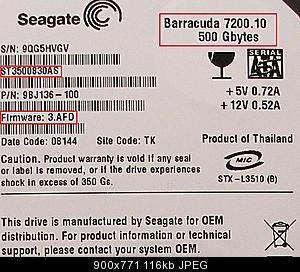 Seagate
Barracuda 7200.10
500 Gbytes
S/N: 9QG5HVGV
ST3500830AS
SERIAL
ATA
P/N: 9BJ136-100
+5V 0.72A
+12V 0.52A
Firmware: 3.AFD
Date Code: 08144 Site Code: TK
Product of Thailand
Caution. Product warranty is void if any seal
or label is removed, or if the drive experiences
shock in excess of 350 Gs.
MIC
STX-L3510 (B)
This drive is manufactured by Seagate for OEM
distribution. For product information or technical
support, please contact your system OEM.
900x771 116kb JPEG